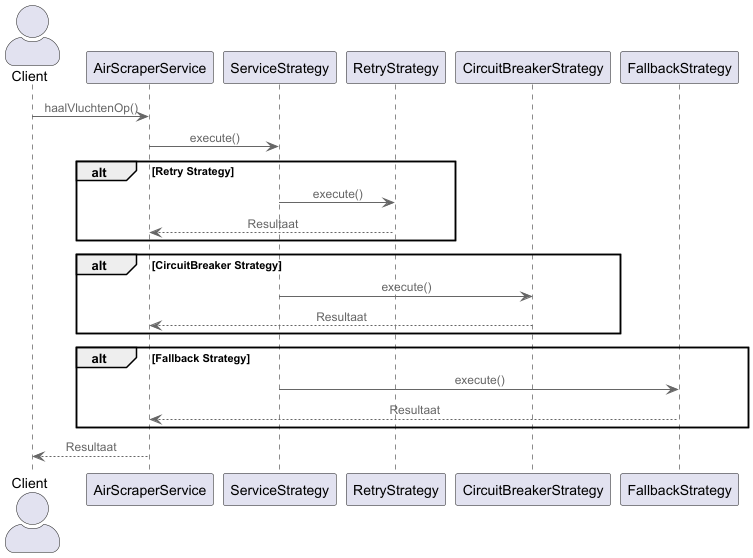 Client
AirScraperService
ServiceStrategy
RetryStrategy
CircuitBreakerStrategy
FallbackStrategy
haalVluchtenOp()
execute()
alt
[Retry Strategy]
execute()
Resultaat
alt
[CircuitBreaker Strategy]
execute()
Resultaat
alt
[Fallback Strategy]
execute()
Resultaat
Resultaat
Client
AirScraperService
ServiceStrategy
RetryStrategy
CircuitBreakerStrategy
FallbackStrategy